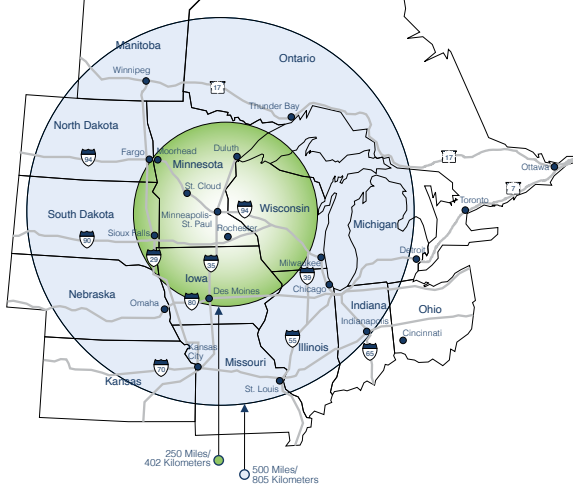 Manitoba
Ontario
Winnipeg
17
Thunder Bay
North Dakota
Fargo
Moorhead
Duluth
94
Minnesota
17
Ottawa
St. Cloud
7
Toronto
South Dakota
Minneapolis-
St. Paul
94
Wisconsin
Michigan
Sioux Falls
Rochester
90
Detroit
29
35
Milwaukee
39
Iowa
Chicago
Nebraska
Omaha
80
Des Moines
Indiana
Ohio
Indianapolis
Cincinnati
55
Illinois
65
Kansas
City
Missouri
70
Kansas
St. Louis
250 Miles/
402 Kilometers
500 Miles/
805 Kilometers